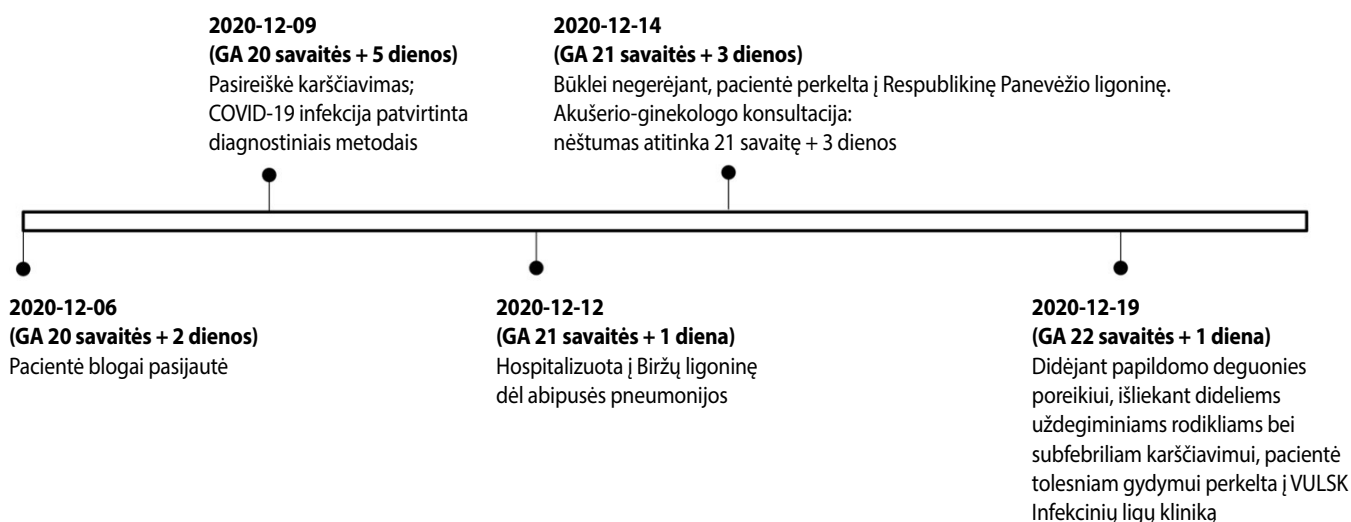 2020-12-09
(GA 20 savaitės + 5 dienos)
Pasireiškė karščiavimas;
COVID-19 infekcija patvirtinta
diagnostiniais metodais
2020-12-14
(GA 21 savaitės + 3 dienos)
Būklei negerėjant, pacientė perkelta į Respublikinę Panevėžio ligoninę.
Akušerio-ginekologo konsultacija:
nėštumas atitinka 21 savaitę + 3 dienos
2020-12-06
(GA 20 savaitės + 2 dienos)
Pacientė blogai pasijautė
2020-12-12
(GA 21 savaitės + 1 diena)
Hospitalizuota į Biržų ligoninę
dėl abipusės pneumonijos
2020-12-19
(GA 22 savaitės + 1 diena)
Didėjant papildomo deguonies
poreikiui, išliekant dideliems
uždegiminiams rodikliams bei
subfebriliam karščiavimui, pacientė
tolesniam gydymui perkelta į VULSK
Infekcinių ligų kliniką